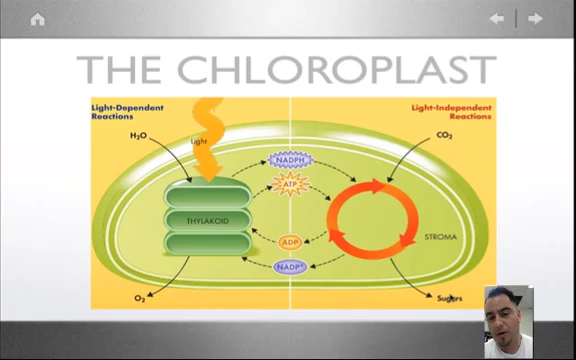 THE CHLOROPLAST
Light-Dependent
Reactions
Light-Independent
Reactions
H₂O
Light
CO₂
NADPH
ATP
THYLAKOID
STROMA
ADP
NADP⁺
O₂
Sugars